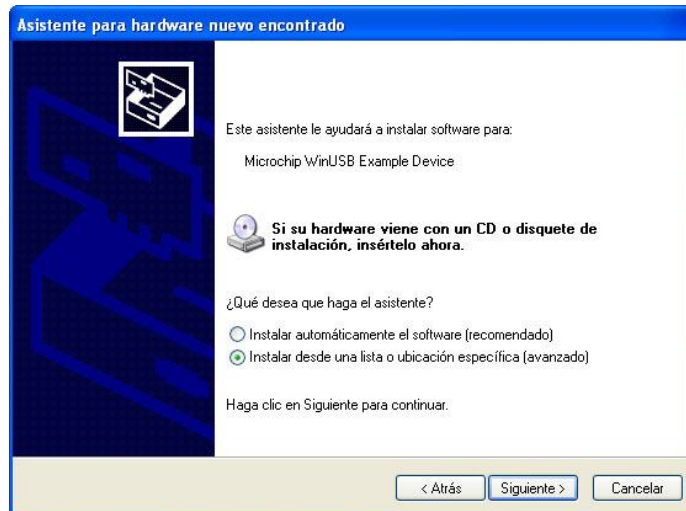 Asistente para hardware nuevo encontrado
Este asistente le ayudará a instalar software para:
Microchip WinUSB Example Device
Si su hardware viene con un CD o disquete de
instalación, insértelo ahora.
¿Qué desea que haga el asistente?
Instalar automáticamente el software (recomendado)
Instalar desde una lista o ubicación específica (avanzado)
Haga clic en Siguiente para continuar.
< Atrás
Siguiente >
Cancelar